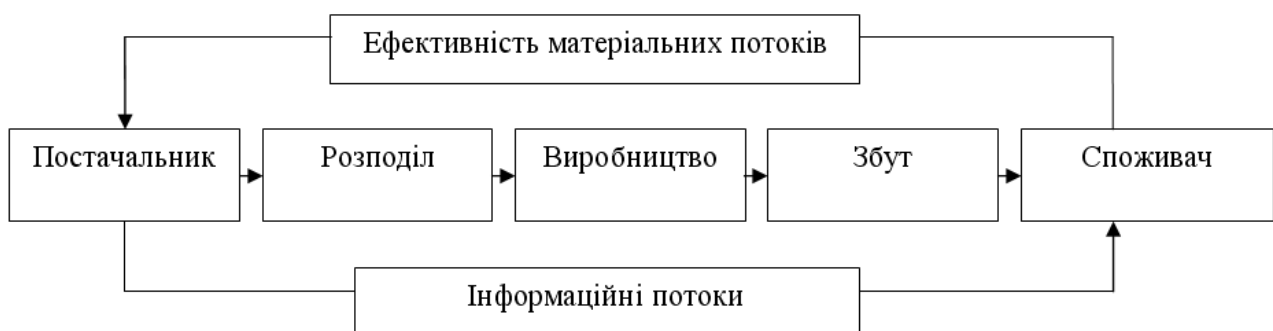 Ефективність матеріальних потоків
Постачальник
Розподіл
Виробництво
Збут
Споживач
Інформаційні потоки